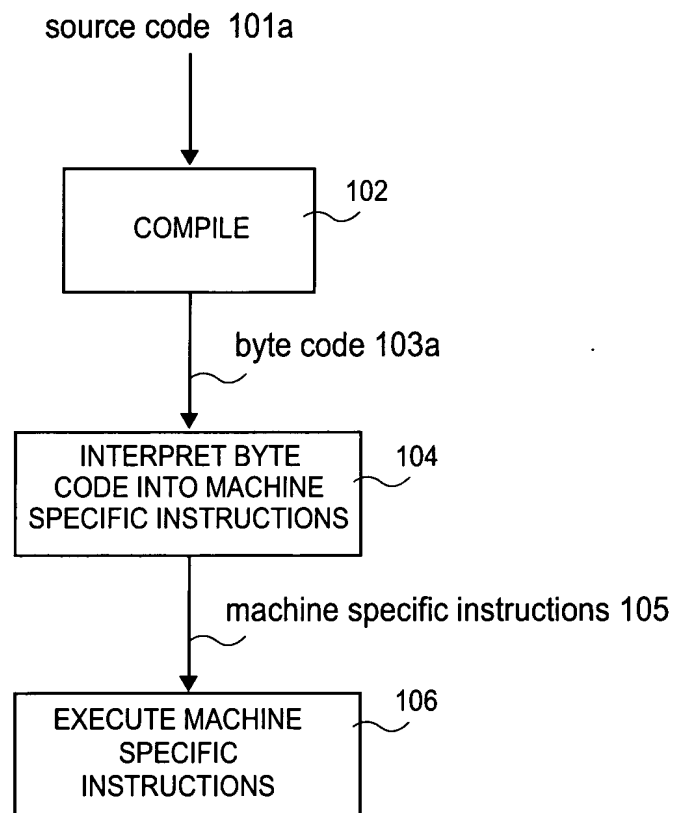 source code 101a
102
COMPILE
byte code 103a
INTERPRET BYTE
CODE INTO MACHINE
SPECIFIC INSTRUCTIONS
104
machine specific instructions 105
EXECUTE MACHINE
SPECIFIC
INSTRUCTIONS
106